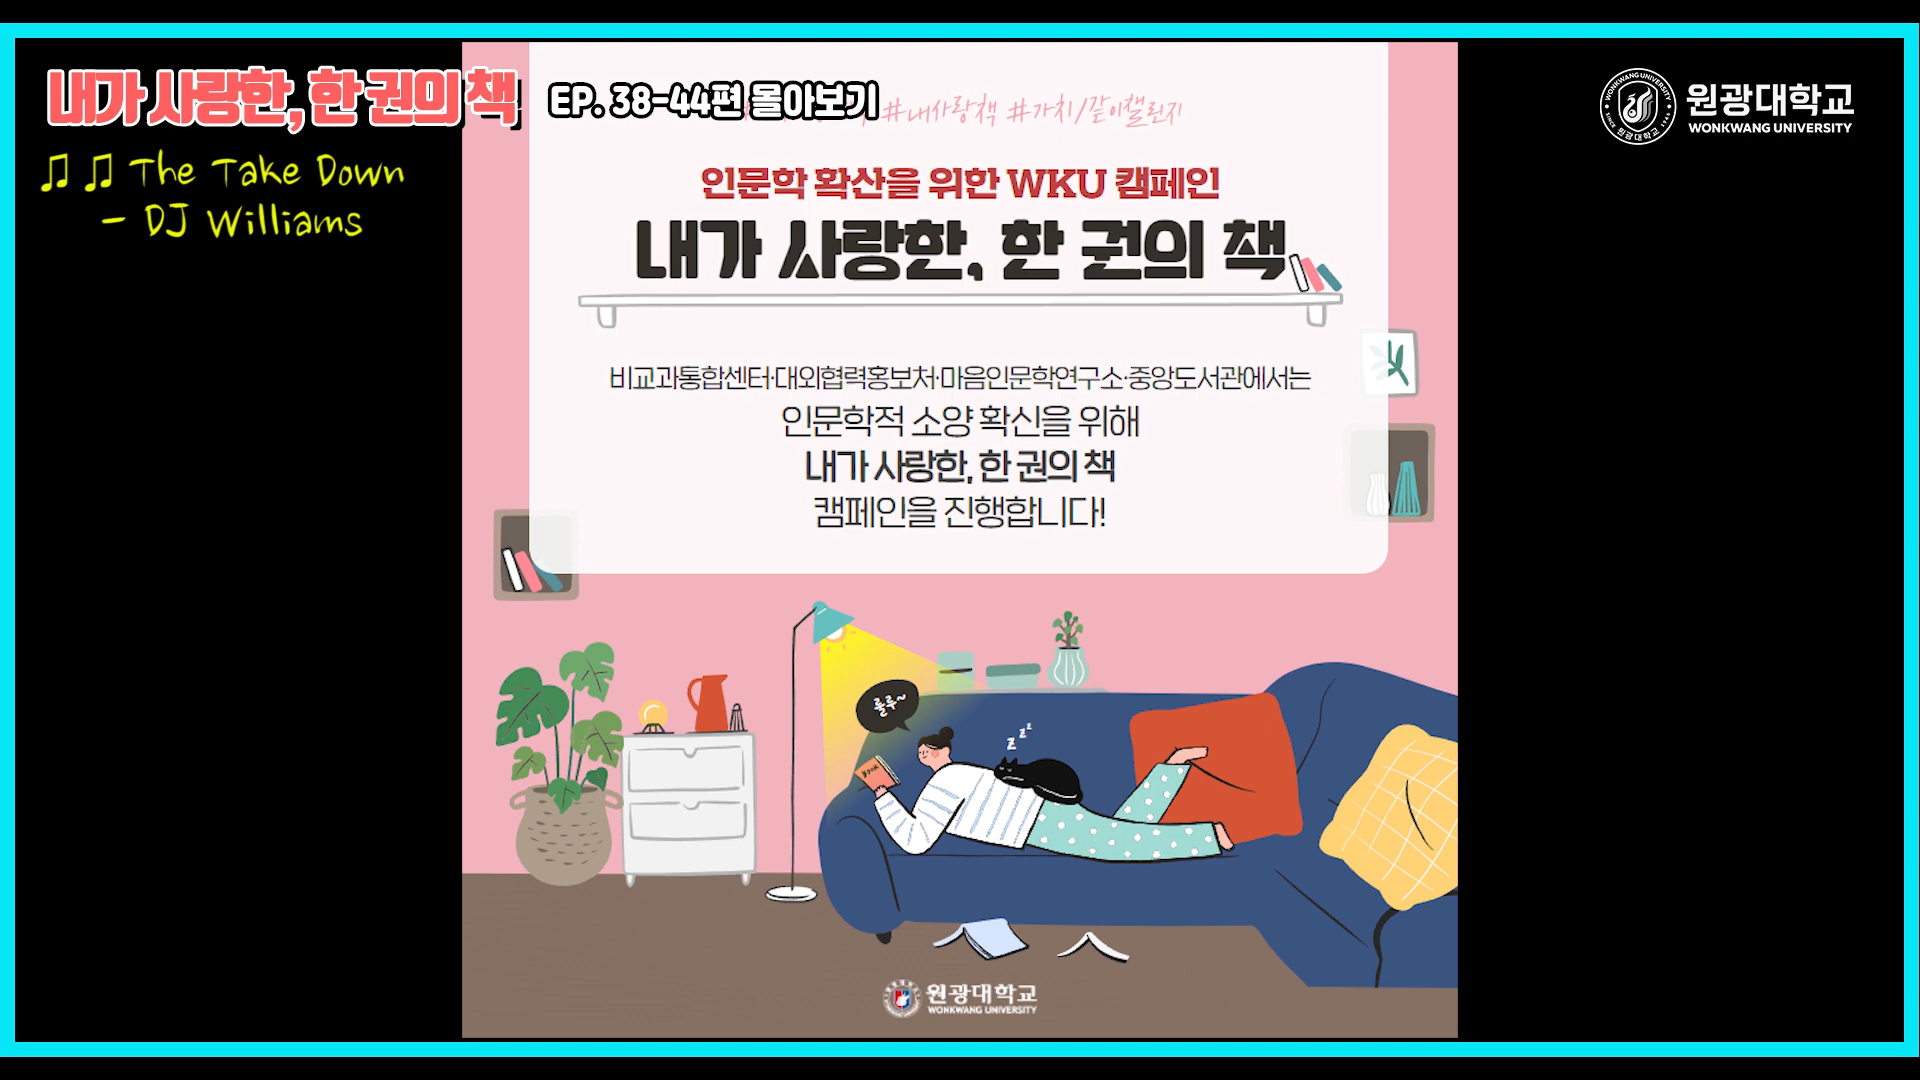 내가 사랑한, 한 권의 책
EP. 38-44편 몰아보기
#내사랑책 #가치/같이챌린지
♫ ♫ The Take Down
- DJ Williams
원광대학교
WONKWANG UNIVERSITY
인문학 확산을 위한 WKU 캠페인
내가 사랑한, 한 권의 책
비교과통합센터·대외협력홍보처·마음인문학연구소·중앙도서관에서는
인문학적 소양 확신을 위해
내가 사랑한, 한 권의 책
캠페인을 진행합니다!
룰루~
z z z
BOOK
원광대학교
WONKWANG UNIVERSITY